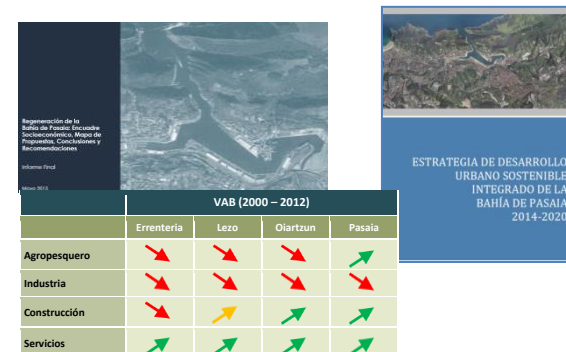 Regeneración de la
Bahía de Pasaia: Encuadre
Socioeconómico, Mapa de
Propuestas, Conclusiones y
Recomendaciones
Informe Final
Mayo 2015
ESTRATEGIA DE DESARROLLO
URBANO SOSTENIBLE
INTEGRADO DE LA
BAHÍA DE PASAIA
2014-2020
VAB (2000 – 2012)
Errenteria Lezo Oiartzun Pasaia
Agropesquero
Industria
Construcción
Servicios